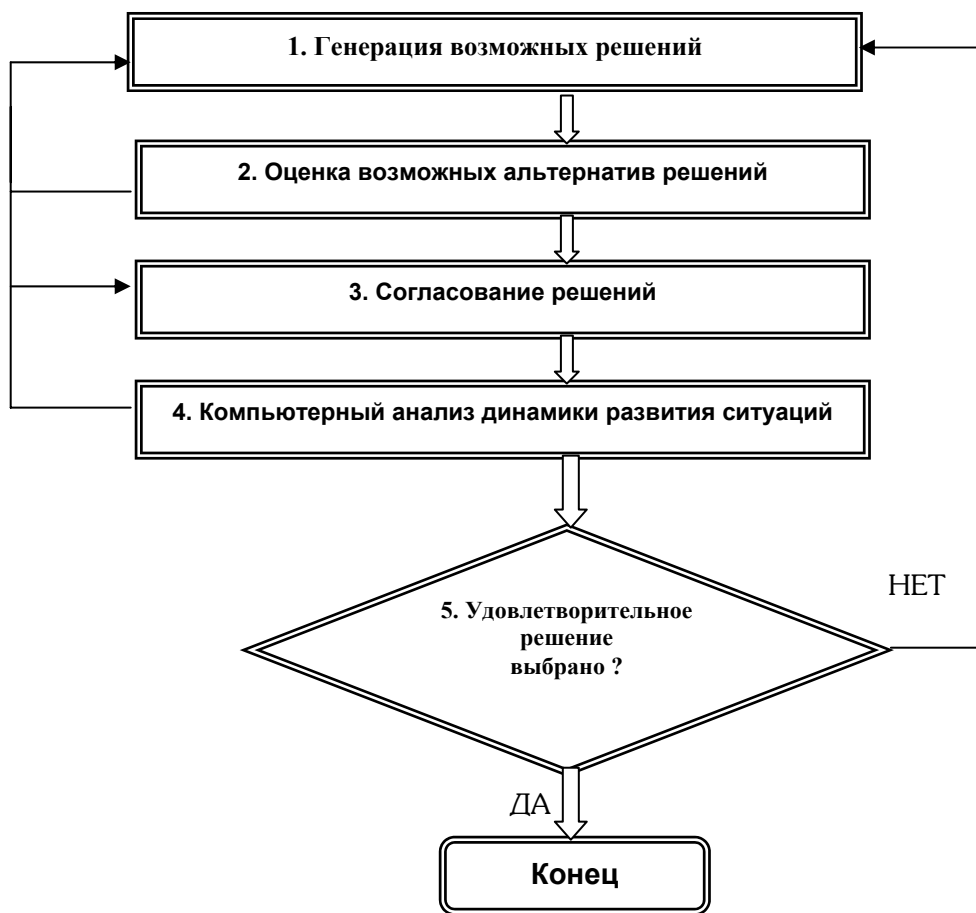 1. Генерация возможных решений
2. Оценка возможных альтернатив решений
3. Согласование решений
4. Компьютерный анализ динамики развития ситуаций
НЕТ
5. Удовлетворительное
решение
выбрано ?
ДА
Конец